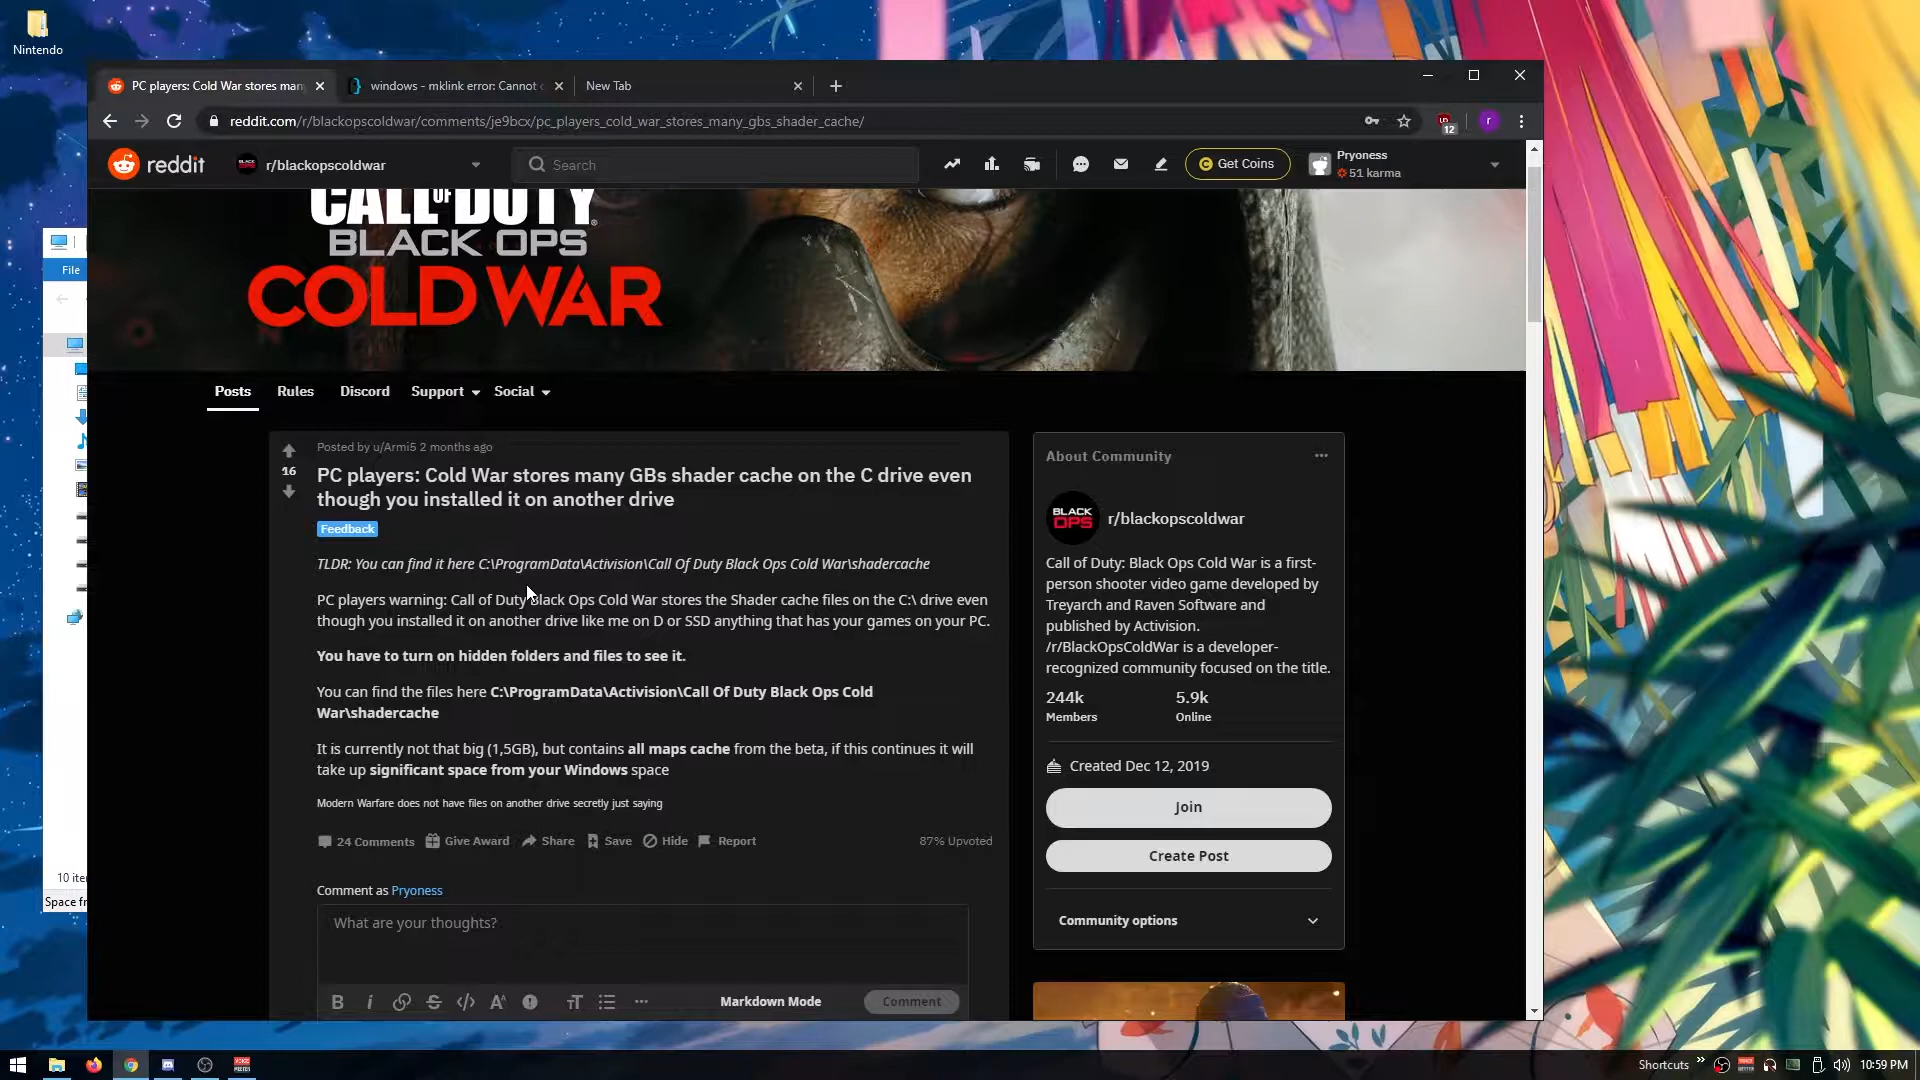 Nintendo
PC players: Cold War stores man
windows - mklink error: Cannot
New Tab
reddit.com/r/blackopscoldwar/comments/je9bcx/pc_players_cold_war_stores_many_gbs_shader_cache/
12
r
reddit
r/blackopscoldwar
Search
Get Coins
Pryoness
51 karma
File
CALL OF DUTY
BLACK OPS
COLD WAR
Posts
Rules
Discord
Support
Social
Posted by u/Armi5 2 months ago
16
PC players: Cold War stores many GBs shader cache on the C drive even
though you installed it on another drive
Feedback
TLDR: You can find it here C:\ProgramData\Activision\Call Of Duty Black Ops Cold War\shadercache
PC players warning: Call of Duty Black Ops Cold War stores the Shader cache files on the C:\ drive even
though you installed it on another drive like me on D or SSD anything that has your games on your PC.
You have to turn on hidden folders and files to see it.
You can find the files here C:\ProgramData\Activision\Call Of Duty Black Ops Cold
War\shadercache
It is currently not that big (1,5GB), but contains all maps cache from the beta, if this continues it will
take up significant space from your Windows space
Modern Warfare does not have files on another drive secretly just saying
24 Comments
Give Award
Share
Save
Hide
Report
87% Upvoted
Comment as Pryoness
What are your thoughts?
Markdown Mode
Comment
About Community
BLACK
OPS
r/blackopscoldwar
Call of Duty: Black Ops Cold War is a first-
person shooter video game developed by
Treyarch and Raven Software and
published by Activision.
/r/BlackOpsColdWar is a developer-
recognized community focused on the title.
244k
Members
5.9k
Online
Created Dec 12, 2019
Join
Create Post
Community options
10 ite
Space fr
Shortcuts
10:59 PM